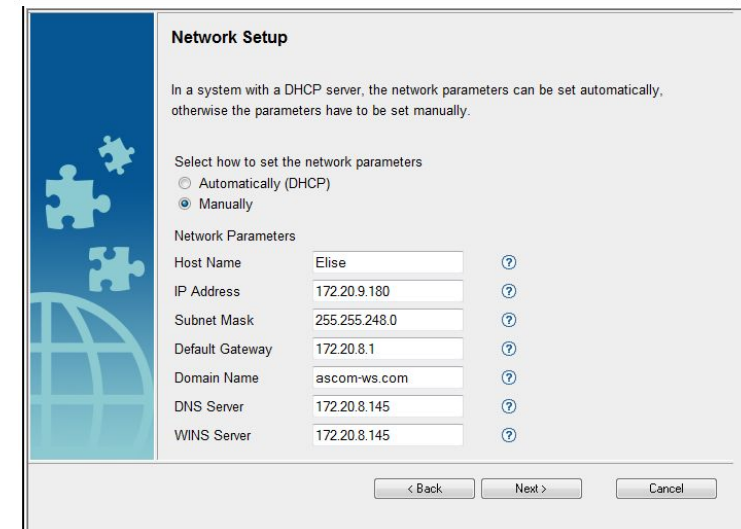 Network Setup
In a system with a DHCP server, the network parameters can be set automatically,
otherwise the parameters have to be set manually.
Select how to set the network parameters
Automatically (DHCP)
Manually
Network Parameters
Host Name Elise ?
IP Address 172.20.9.180 ?
Subnet Mask 255.255.248.0 ?
Default Gateway 172.20.8.1 ?
Domain Name ascom-ws.com ?
DNS Server 172.20.8.145 ?
WINS Server 172.20.8.145 ?
< Back Next > Cancel